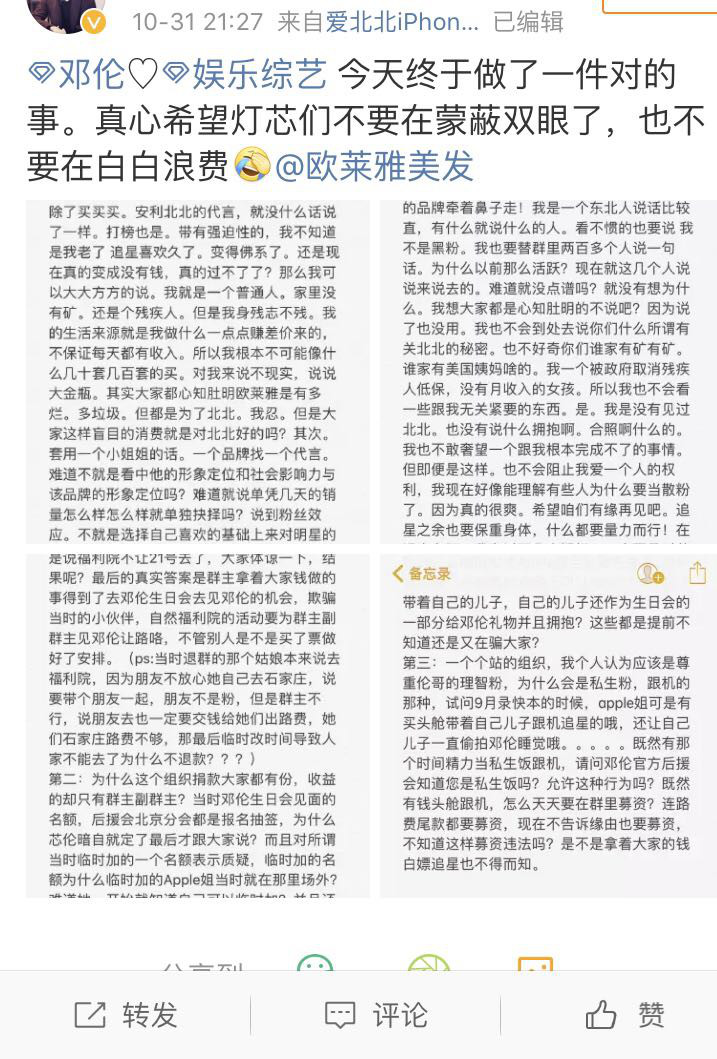 10-31 21:27 来自爱北北iPhon... 已编辑
邓伦♡娱乐综艺 今天终于做了一件对的
事。真心希望灯芯们不要在蒙蔽双眼了，也不
要在白白浪费🤣@欧莱雅美发
除了买买买。安利北北的代言，就没什么话说
了一样。打榜也是。带有强迫性的，我不知道
是我老了 追星喜欢久了。变得佛系了。还是现
在真的变成没有钱，真的过不了了？那么我可
以大大方方的说。我就是一个普通人。家里没
有矿。还是个残疾人。但是我身残志不残。我
的生活来源就是我做什么一点点赚差价来的，
不保证每天都有收入。所以我根本不可能像什
么几十套几百套的买。对我来说不现实，说说
大金瓶。其实大家都心知肚明欧莱雅是有多
烂。多垃圾。但都是为了北北。我忍。但是大
家这样盲目的消费就是对北北好的吗？其次。
套用一个小姐姐的话。一个品牌找一个代言。
难道不就是看中他的形象定位和社会影响力与
该品牌的形象定位吗？难道就说单凭几天的销
量怎么样怎么样就单独抉择吗？说到粉丝效
应。不就是选择自己喜欢的基础上来对明星的
的品牌牵着鼻子走！我是一个东北人说话比较
直，有什么就说什么的人。看不惯的也要说 我
不是黑粉。我也要替群里两百多个人说一句
话。为什么以前那么活跃？现在就这几个人说
说来说去的。难道就没点谱吗？就没有想为什
么。我想大家都是心知肚明的不说吧？因为说
了也没用。我也不会到处去说你们什么所谓有
关北北的秘密。也不好奇你们谁家有矿有矿。
谁家有美国姨妈啥的。我一个被政府取消残疾
人低保，没有月收入的女孩。所以我也不会看
一些跟我无关紧要的东西。是。我是没有见过
北北。也没有说什么拥抱啊。合照啊什么的。
我也不敢奢望一个跟我根本完成不了的事情。
但即便是这样。也不会阻止我爱一个人的权
利，我现在好像能理解有些人为什么要当散粉
了。因为真的很爽。希望咱们有缘再见吧。追
星之余也要保重身体，什么都要量力而行！在
是说福利院不让21号去了，大家体谅一下，结
果呢？最后的真实答案是群主拿着大家钱做的
事得到了去邓伦生日会去见邓伦的机会，欺骗
当时的小伙伴，自然福利院的活动要为群主副
群主见邓伦让路咯，不管别人是不是买了票做
好了安排。（ps:当时退群的那个姑娘本来说去
福利院，因为朋友不放心她自己去石家庄，说
要带个朋友一起，朋友不是粉，但是群主不
行，说朋友去也一定要交钱给她们出路费，她
们石家庄路费不够，那最后临时改时间导致人
家不能去了为什么不退款？？？）
第二：为什么这个组织捐款大家都有份，收益
的却只有群主副群主？当时邓伦生日会见面的
名额，后援会北京分会都是报名抽签，为什么
芯伦暗自就定了最后才跟大家说？而且对所谓
当时临时加的一个名额表示质疑，临时加的名
额为什么临时加的Apple姐当时就在那里场外？
备忘录
带着自己的儿子，自己的儿子还作为生日会的
一部分给邓伦礼物并且拥抱？这些都是提前不
知道还是又在骗大家？
第三：一个个站的组织，我个人认为应该是尊
重伦哥的理智粉，为什么会是私生粉，跟机的
那种，试问9月录快本的时候，apple姐可是有
买头舱带着自己儿子跟机追星的哦，还让自己
儿子一直偷拍邓伦睡觉哦。。。。。既然有那
个时间精力当私生饭跟机，请问邓伦官方后援
会知道您是私生饭吗？允许这种行为吗？既然
有钱头舱跟机，怎么天天要在群里募资？连路
费尾款都要募资，现在不告诉缘由也要募资，
不知道这样募资违法吗？是不是拿着大家的钱
白嫖追星也不得而知。
分享到
转发
评论
赞